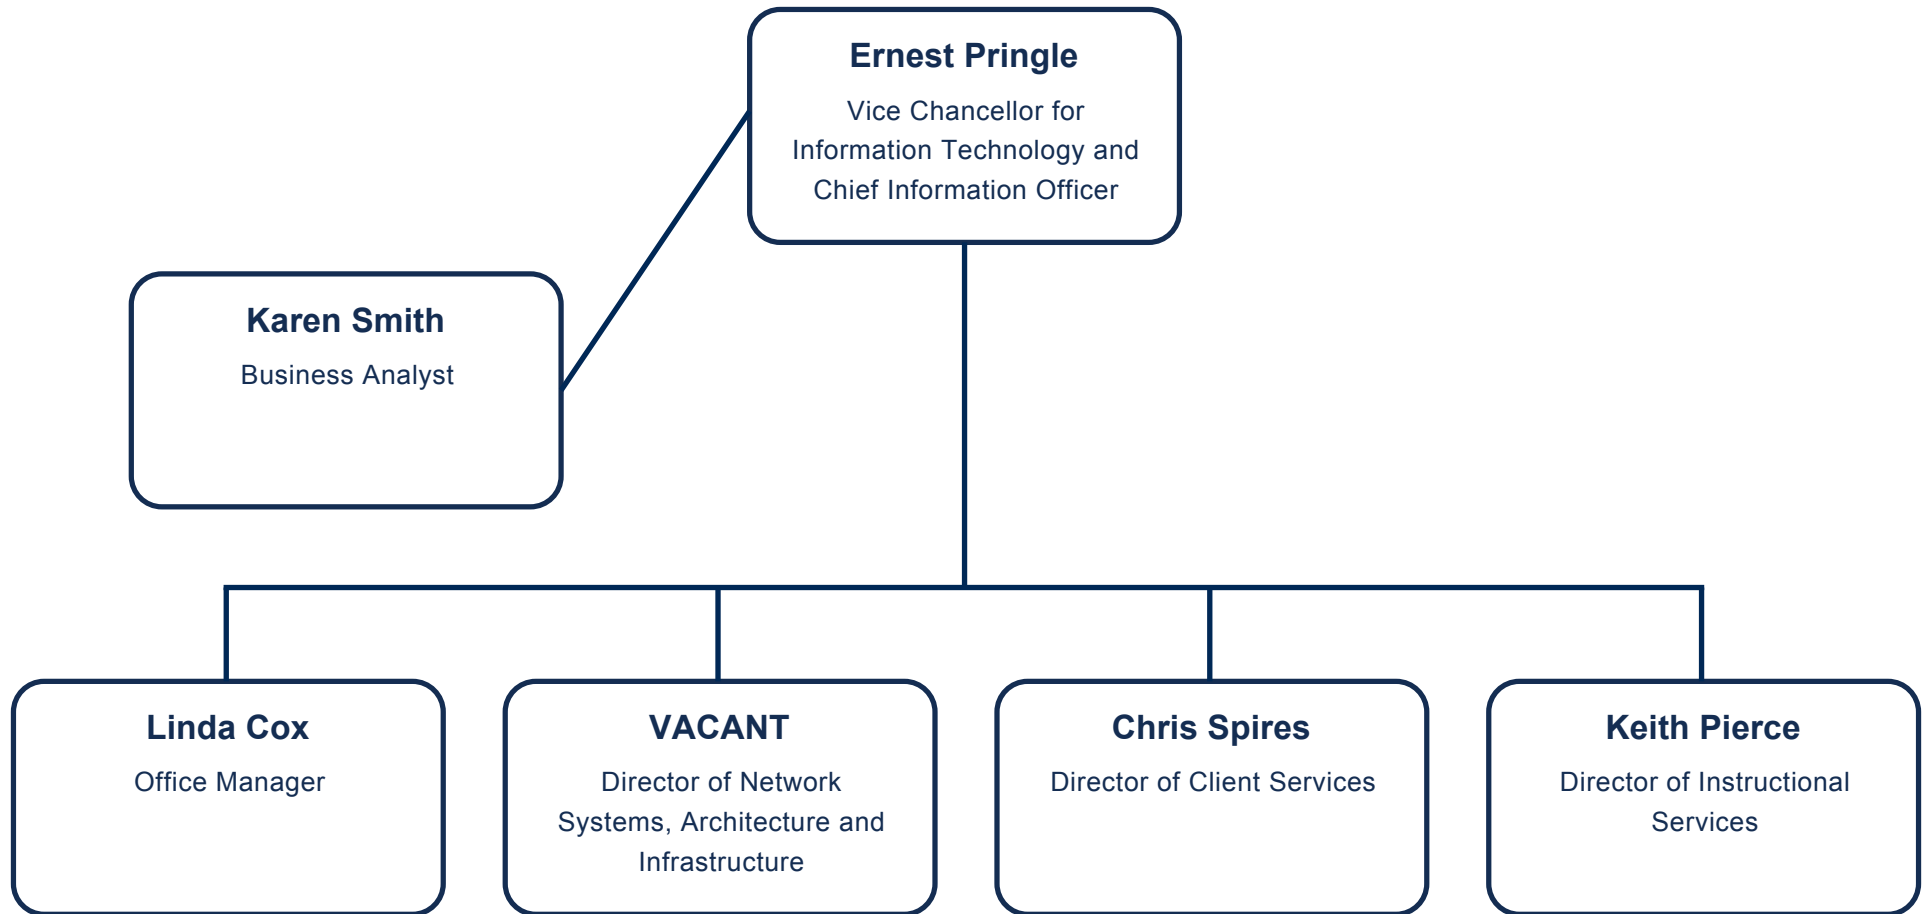 Ernest Pringle
Vice Chancellor for
Information Technology and
Chief Information Officer
Karen Smith
Business Analyst
Linda Cox
Office Manager
VACANT
Director of Network
Systems, Architecture and
Infrastructure
Chris Spires
Director of Client Services
Keith Pierce
Director of Instructional
Services